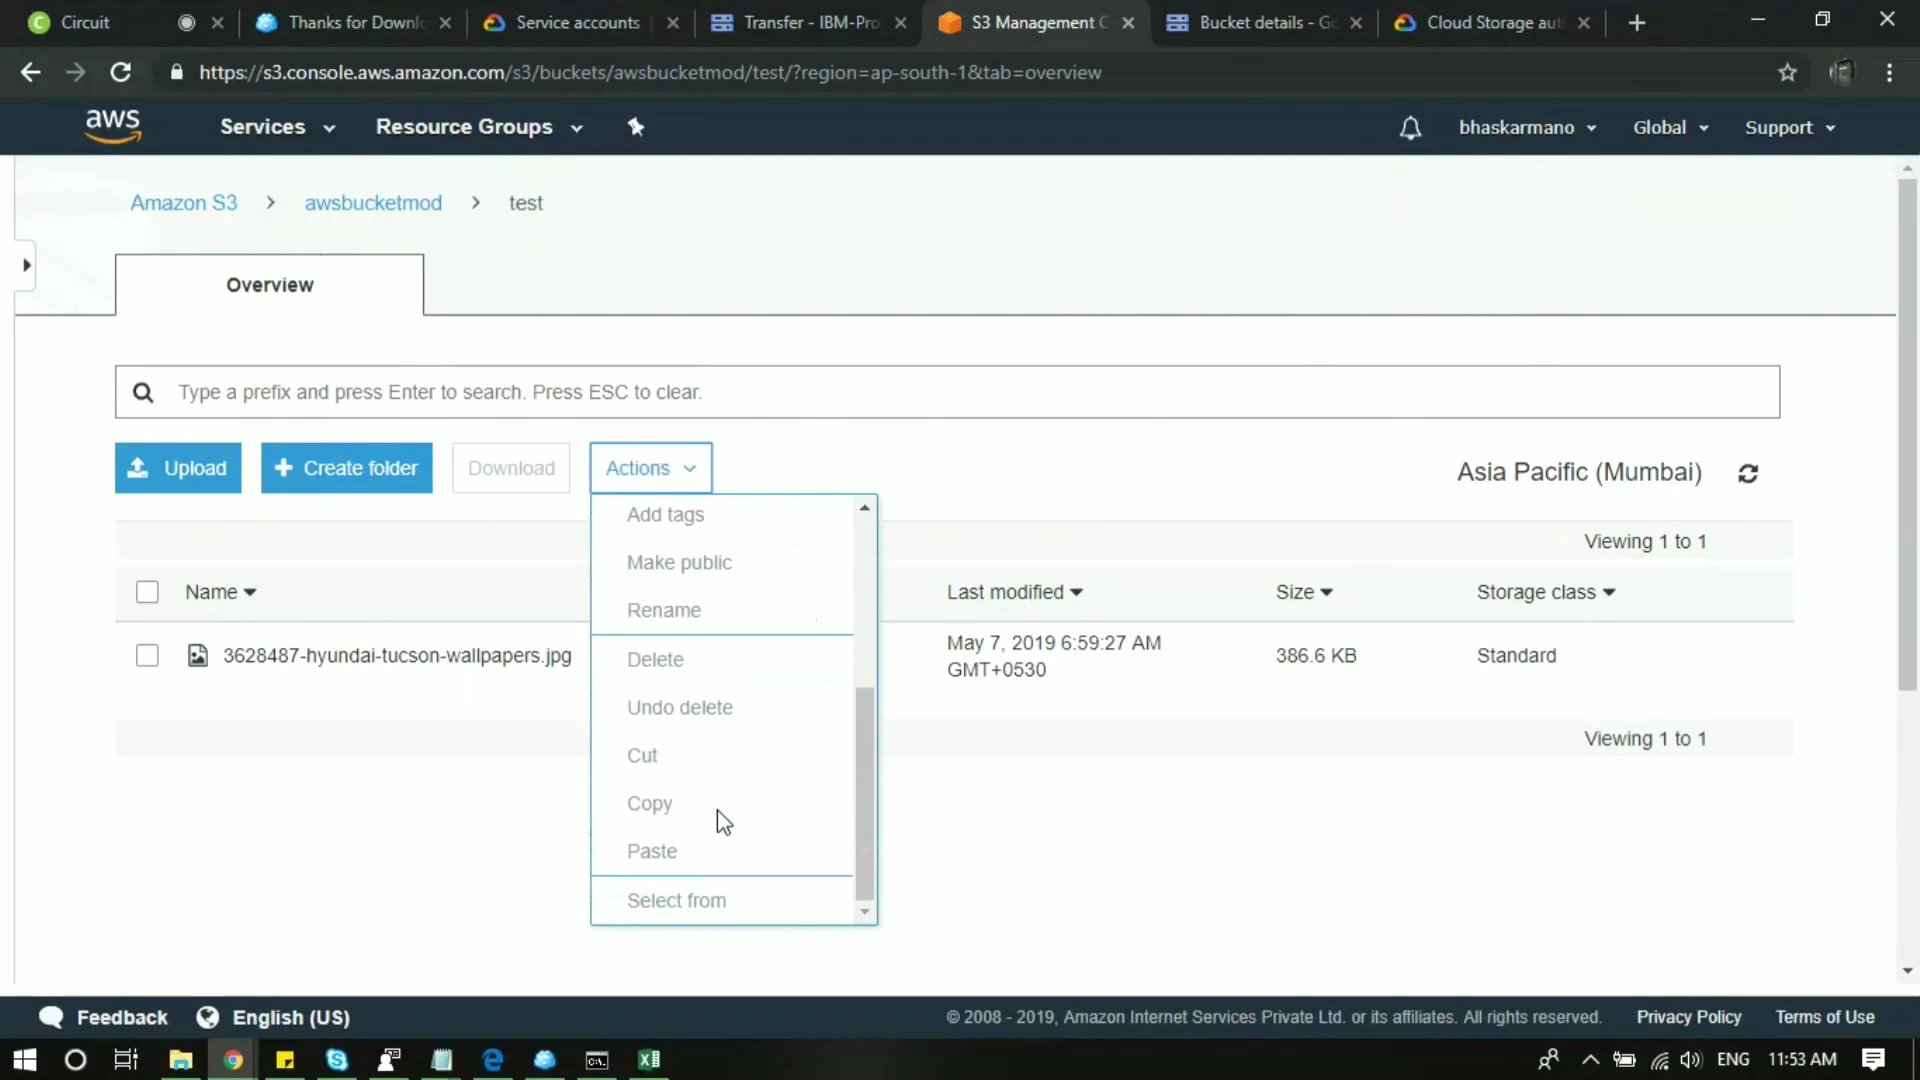 Circuit
Thanks for Downlo
Service accounts
Transfer - IBM-Pro
S3 Management C
Bucket details - Go
Cloud Storage aut
https://s3.console.aws.amazon.com/s3/buckets/awsbucketmod/test/?region=ap-south-1&tab=overview
aws
Services
Resource Groups
bhaskarmano
Global
Support
Amazon S3 > awsbucketmod > test
Overview
Type a prefix and press Enter to search. Press ESC to clear.
Upload
+ Create folder
Download
Actions
Asia Pacific (Mumbai)
Viewing 1 to 1
Name
Last modified
Size
Storage class
3628487-hyundai-tucson-wallpapers.jpg
May 7, 2019 6:59:27 AM
GMT+0530
386.6 KB
Standard
Viewing 1 to 1
Add tags
Make public
Rename
Delete
Undo delete
Cut
Copy
Paste
Select from
Feedback
English (US)
© 2008 - 2019, Amazon Internet Services Private Ltd. or its affiliates. All rights reserved.
Privacy Policy
Terms of Use
ENG
11:53 AM